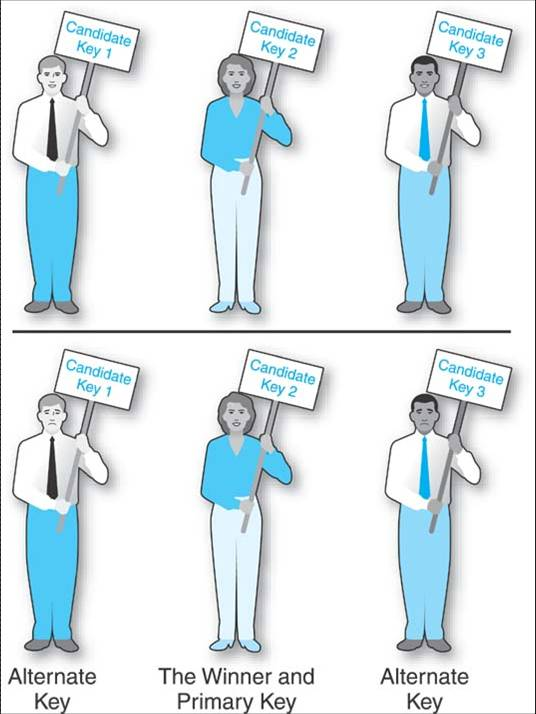 Candidate
Key 1
Candidate
Key 2
Candidate
Key 3
Candidate
Key 1
Candidate
Key 2
Candidate
Key 3
Alternate
Key
The Winner and
Primary Key
Alternate
Key